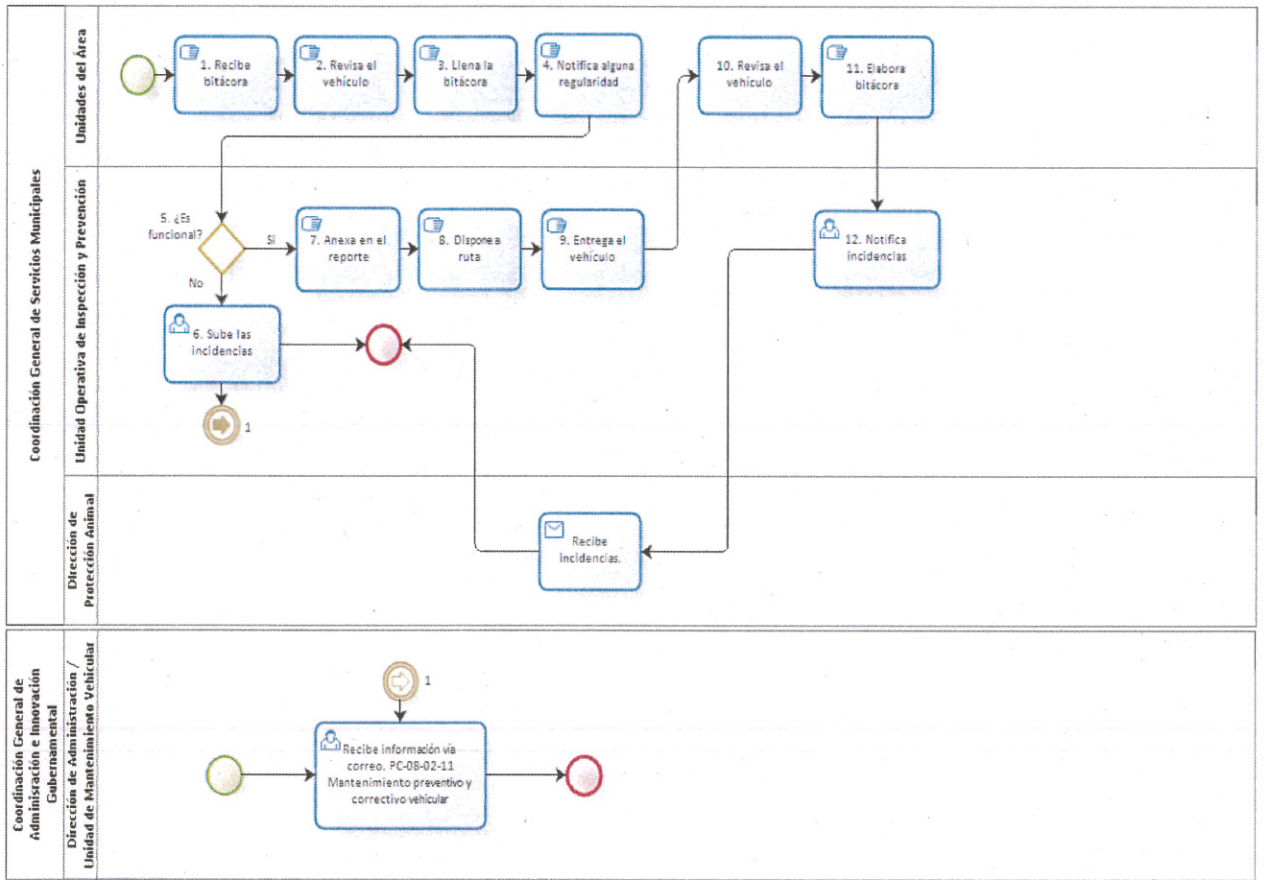 Coordinación General de Servicios Municipales
Unidades del Área
1. Recibe
bitácora
2. Revisa el
vehículo
3. Llena la
bitácora
4. Notifica alguna
regularidad
10. Revisa el
vehículo
11. Elabora
bitácora
Unidad Operativa de Inspección y Prevención
5. ¿Es
funcional?
Si
No
7. Anexa en el
reporte
8. Dispone a
ruta
9. Entrega el
vehículo
12. Notifica
incidencias
6. Sube las
incidencias
1
Dirección de
Protección Animal
Recibe
incidencias.
Coordinación General de
Adminisración e Innovación
Gubernamental
Dirección de Administración /
Unidad de Mantenimiento Vehicular
1
Recibe información vía
correo. PC-08-02-11
Mantenimiento preventivo y
correctivo vehicular